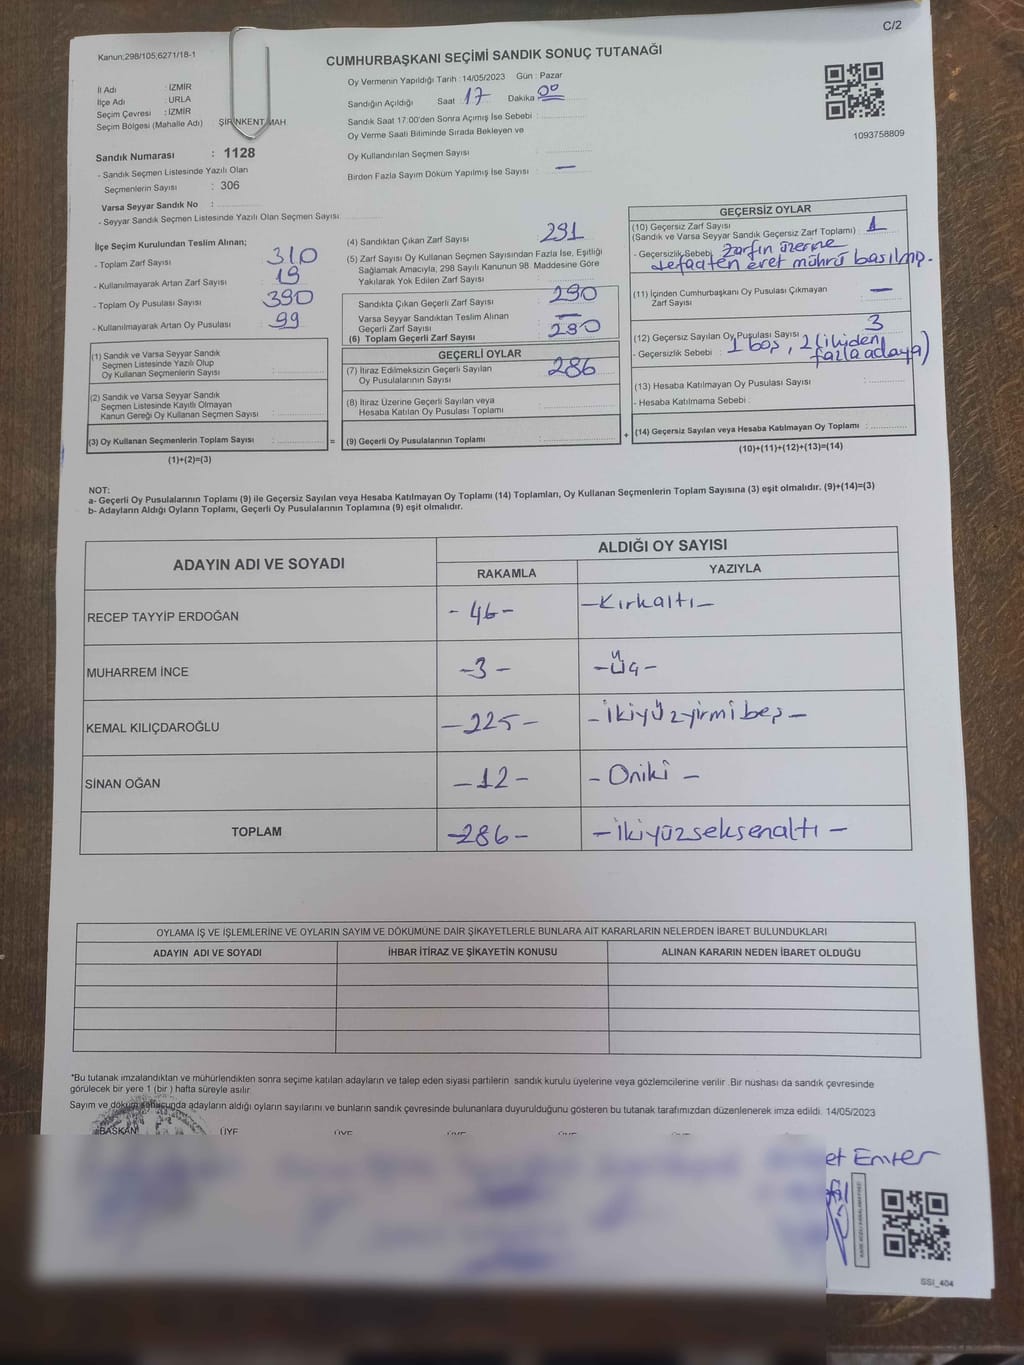 C/2
Kanun:298/105;6271/18-1
CUMHURBAŞKANI SEÇİMİ SANDIK SONUÇ TUTANAĞI
İl Adı : İZMİR
İlçe Adı : URLA
Seçim Çevresi : İZMİR
Seçim Bölgesi (Mahalle Adı) ŞİRİNKENT MAH.
Oy Vermenin Yapıldığı Tarih : 14/05/2023 Gün : Pazar
Sandığın Açıldığı Saat : 17 Dakika : 00
Sandık Saat 17:00'den Sonra Açılmış İse Sebebi :
Oy Verme Saati Bitiminde Sırada Bekleyen ve
Oy Kullandırılan Seçmen Sayısı
Birden Fazla Sayım Döküm Yapılmış İse Sayısı : —
1093758809
Sandık Numarası : 1128
- Sandık Seçmen Listesinde Yazılı Olan
Seçmenlerin Sayısı : 306
Varsa Seyyar Sandık No :
- Seyyar Sandık Seçmen Listesinde Yazılı Olan Seçmen Sayısı
İlçe Seçim Kurulundan Teslim Alınan;
- Toplam Zarf Sayısı : 310
- Kullanılmayarak Artan Zarf Sayısı : 19
- Toplam Oy Pusulası Sayısı : 390
- Kullanılmayarak Artan Oy Pusulası : 99
(1) Sandık ve Varsa Seyyar Sandık
Seçmen Listesinde Yazılı Olup
Oy Kullanan Seçmenlerin Sayısı :
(2) Sandık ve Varsa Seyyar Sandık
Seçmen Listesinde Kayıtlı Olmayan
Kanun Gereği Oy Kullanan Seçmen Sayısı :
(3) Oy Kullanan Seçmenlerin Toplam Sayısı :
(1)+(2)=(3)
(4) Sandıktan Çıkan Zarf Sayısı : 291
(5) Zarf Sayısı Oy Kullanan Seçmen Sayısından Fazla İse, Eşitliği
Sağlamak Amacıyla, 298 Sayılı Kanunun 98. Maddesine Göre
Yakılarak Yok Edilen Zarf Sayısı :
Sandıkta Çıkan Geçerli Zarf Sayısı : 290
Varsa Seyyar Sandıktan Teslim Alınan
Geçerli Zarf Sayısı : —
(6) Toplam Geçerli Zarf Sayısı : 290
GEÇERLİ OYLAR
(7) İtiraz Edilmeksizin Geçerli Sayılan
Oy Pusulalarının Sayısı : 286
(8) İtiraz Üzerine Geçerli Sayılan veya
Hesaba Katılan Oy Pusulası Toplamı :
= (9) Geçerli Oy Pusulalarının Toplamı :
GEÇERSİZ OYLAR
(10) Geçersiz Zarf Sayısı
(Sandık ve Varsa Seyyar Sandık Geçersiz Zarf Toplamı) : 1
- Geçersizlik Sebebi : zarfın üzerine
defaaten evet mührü basılmış.
(11) İçinden Cumhurbaşkanı Oy Pusulası Çıkmayan
Zarf Sayısı : —
(12) Geçersiz Sayılan Oy Pusulası Sayısı : 3
- Geçersizlik Sebebi : 1 boş, 2 (ikiden
fazla adaya)
(13) Hesaba Katılmayan Oy Pusulası Sayısı :
- Hesaba Katılmama Sebebi :
+ (14) Geçersiz Sayılan veya Hesaba Katılmayan Oy Toplamı :
(10)+(11)+(12)+(13)=(14)
NOT:
a- Geçerli Oy Pusulalarının Toplamı (9) ile Geçersiz Sayılan veya Hesaba Katılmayan Oy Toplamı (14) Toplamları, Oy Kullanan Seçmenlerin Toplam Sayısına (3) eşit olmalıdır. (9)+(14)=(3)
b- Adayların Aldığı Oyların Toplamı, Geçerli Oy Pusulalarının Toplamına (9) eşit olmalıdır.
ADAYIN ADI VE SOYADI
ALDIĞI OY SAYISI
RAKAMLA YAZIYLA
RECEP TAYYİP ERDOĞAN - 46 - - Kırkaltı -
MUHARREM İNCE - 3 - - Üç -
KEMAL KILIÇDAROĞLU - 225 - - İkiyüzyirmibeş -
SİNAN OĞAN - 12 - - Oniki -
TOPLAM - 286 - - İkiyüzseksenaltı -
OYLAMA İŞ VE İŞLEMLERİNE VE OYLARIN SAYIM VE DÖKÜMÜNE DAİR ŞİKAYETLERLE BUNLARA AİT KARARLARIN NELERDEN İBARET BULUNDUKLARI
ADAYIN ADI VE SOYADI İHBAR İTİRAZ VE ŞİKAYETİN KONUSU ALINAN KARARIN NEDEN İBARET OLDUĞU
*Bu tutanak imzalandıktan ve mühürlendikten sonra seçime katılan adayların ve talep eden siyasi partilerin sandık kurulu üyelerine veya gözlemcilerine verilir. Bir nüshası da sandık çevresinde
görülecek bir yere 1 (bir ) hafta süreyle asılır.
Sayım ve döküm sonucunda adayların aldığı oyların sayılarını ve bunların sandık çevresinde bulunanlara duyurulduğunu gösteren bu tutanak tarafımızdan düzenlenerek imza edildi. 14/05/2023
BAŞKAN ÜYE ÜYE ÜYE ÜYE ÜYE ÜYE
et Emrer
SSI_404